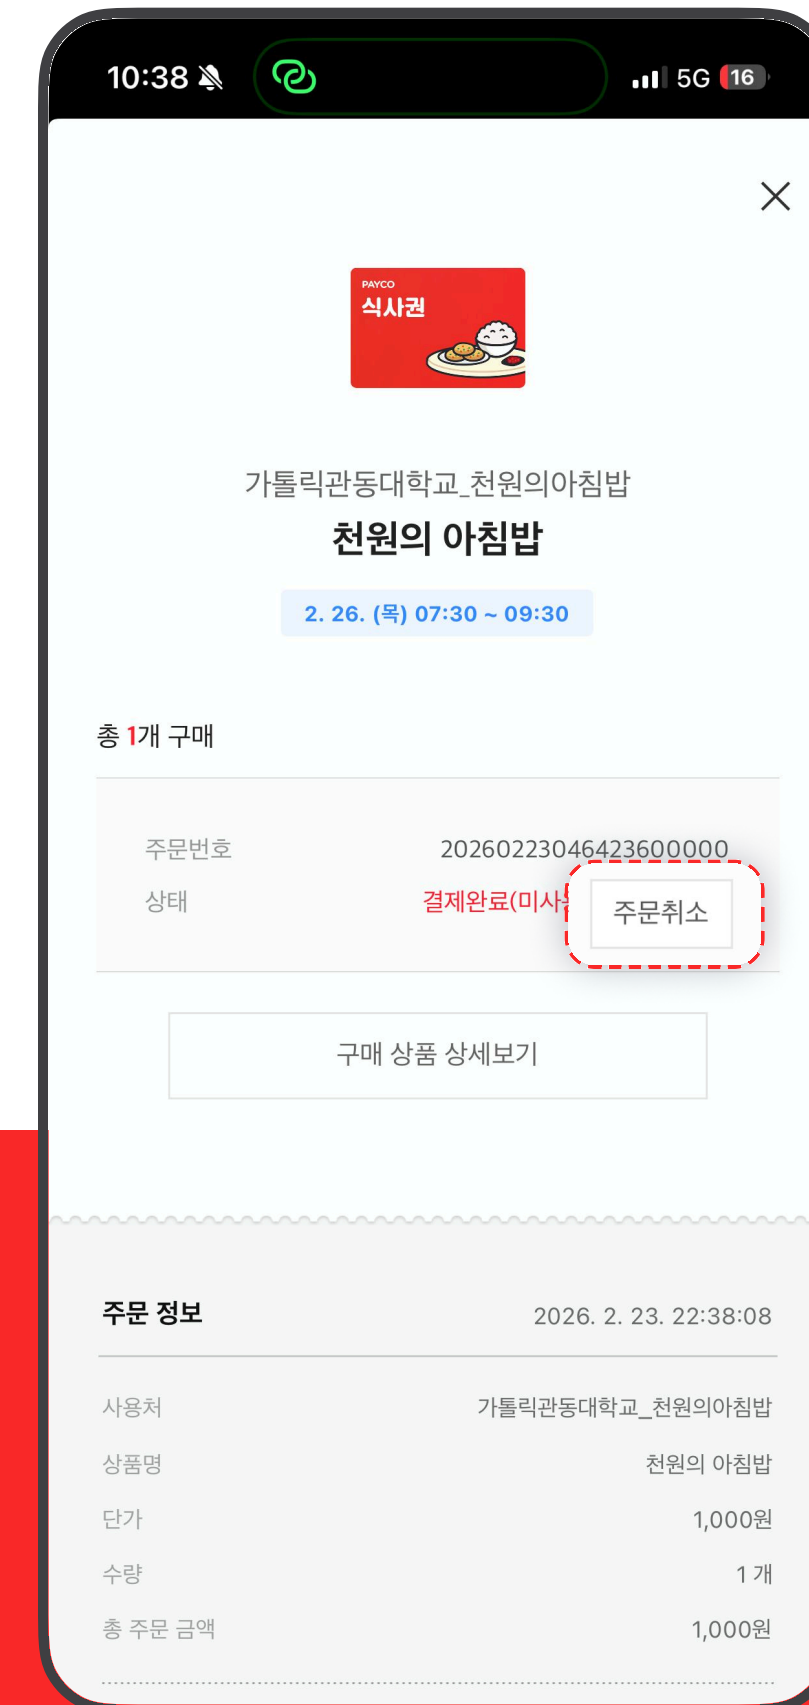 10:38
5G 16
PAYCO
식사권
가톨릭관동대학교_천원의아침밥
천원의 아침밥
2. 26. (목) 07:30 ~ 09:30
총 1개 구매
주문번호 20260223046423600000
상태 결제완료(미사
주문취소
구매 상품 상세보기
주문 정보 2026. 2. 23. 22:38:08
사용처 가톨릭관동대학교_천원의아침밥
상품명 천원의 아침밥
단가 1,000원
수량 1 개
총 주문 금액 1,000원